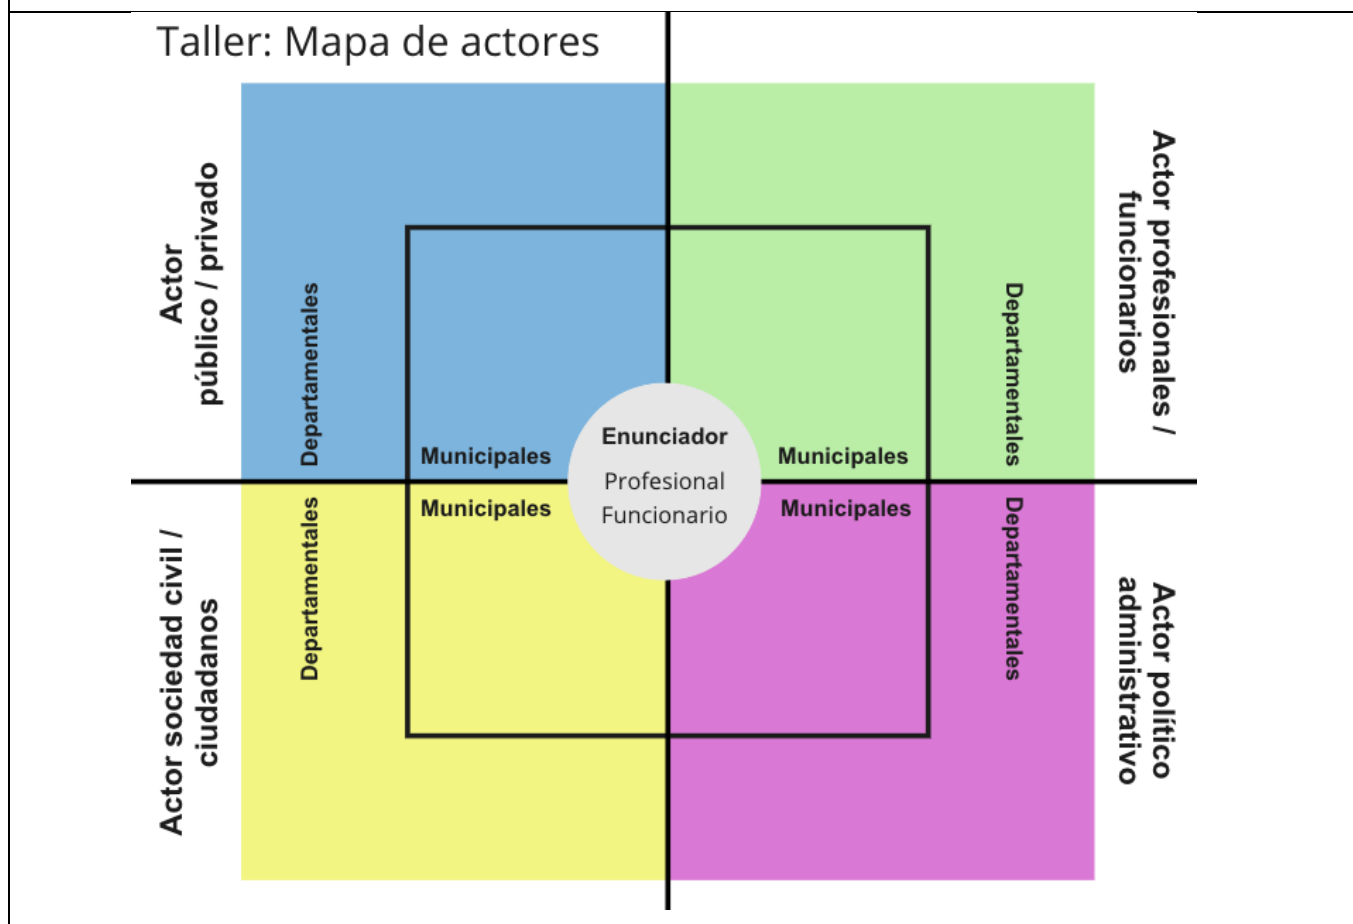 Taller: Mapa de actores
Actor
público / privado
Departamentales
Municipales
Actor profesionales /
funcionarios
Departamentales
Municipales
Enunciador
Profesional
Funcionario
Actor sociedad civil /
ciudadanos
Departamentales
Municipales
Actor político
administrativo
Departamentales
Municipales